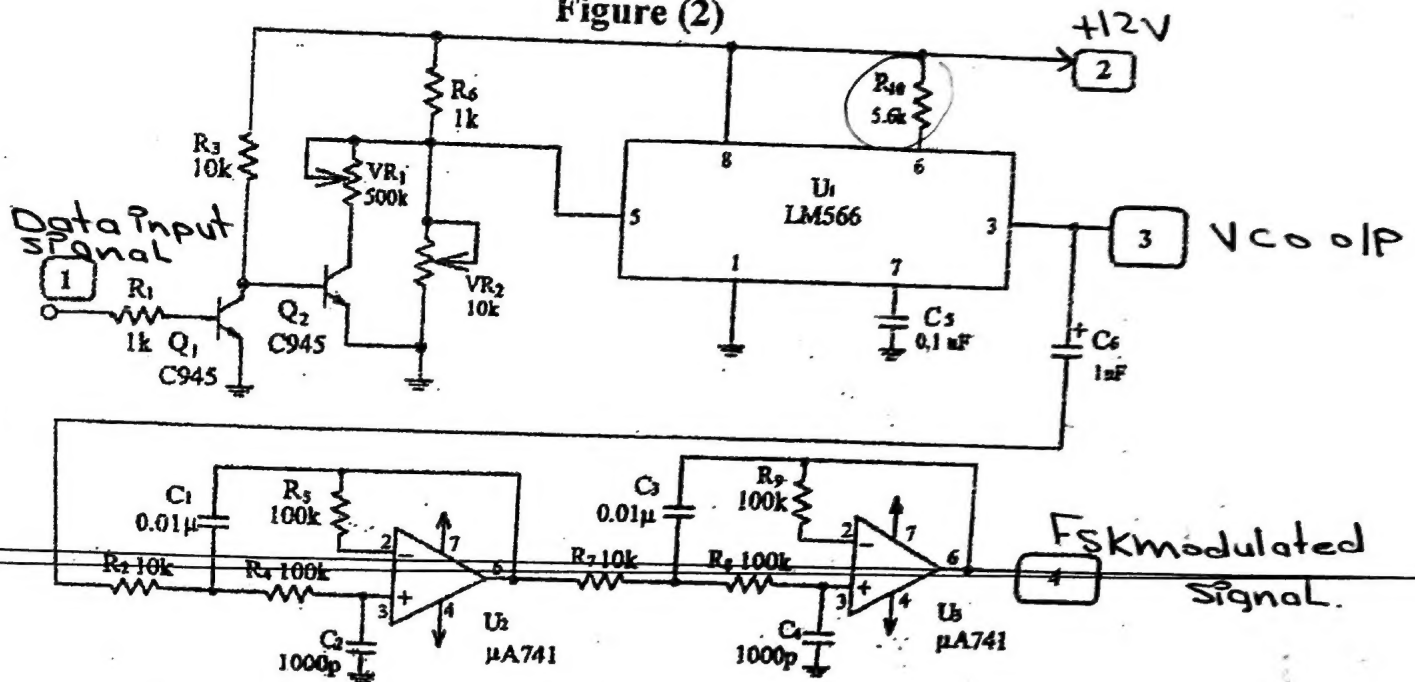 Figure (2)
+12V
2
R6
1k
R10
5.6k
R3
10k
VR1
500k
8
6
U1
LM566
5
3
3
VCO o/p
Data input
signal
1
R1
1k
Q1
C945
Q2
C945
VR2
10k
1
7
C5
0,1 uF
+
C6
1uF
C1
0.01µ
R5
100k
2
−
7
C3
0.01µ
R9
100k
2
−
7
FSK modulated
signal.
R2 10k
R4 100k
3
+
4
6
U2
µA741
R7 10k
R8 100k
3
+
4
6
U3
µA741
4
C2
1000p
C4
1000p